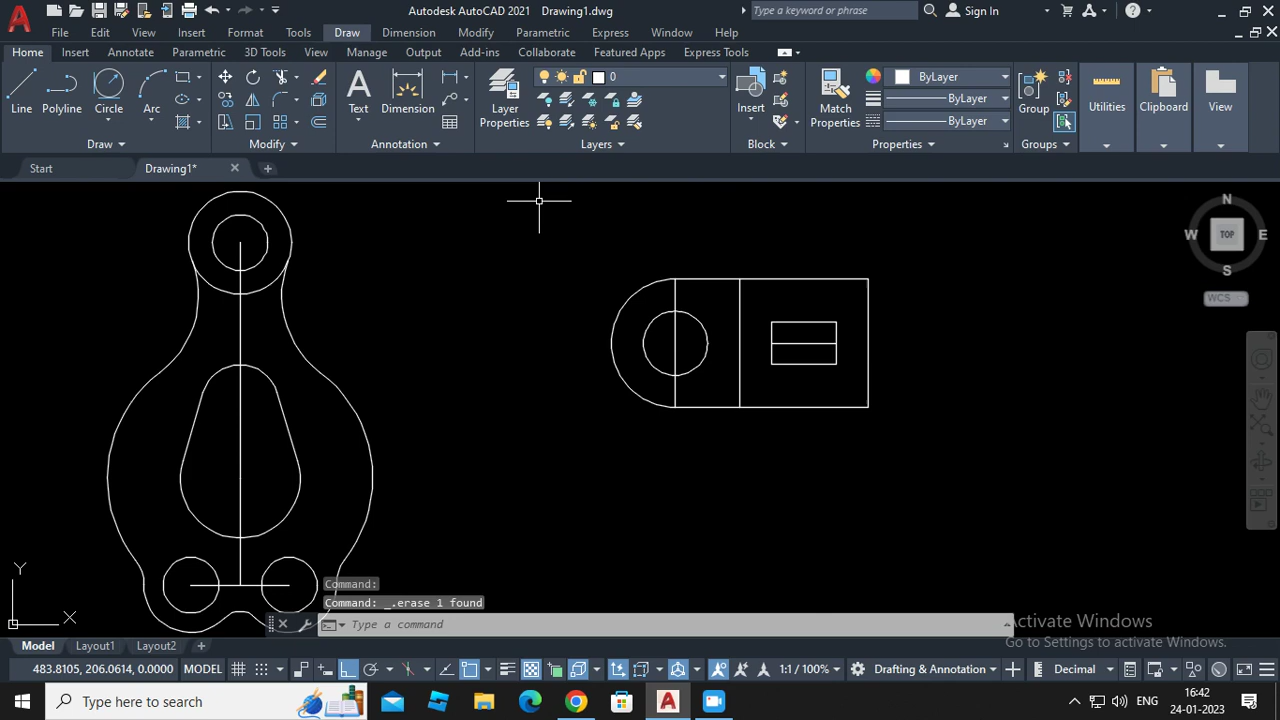 Autodesk AutoCAD 2021 Drawing1.dwg
Type a keyword or phrase
Sign In
File Edit View Insert Format Tools Draw Dimension Modify Parametric Express Window Help
Home Insert Annotate Parametric 3D Tools View Manage Output Add-ins Collaborate Featured Apps Express Tools
Line Polyline Circle Arc
Text Dimension
Layer Properties
0
Insert
Match Properties
ByLayer
ByLayer
ByLayer
Group
Utilities Clipboard View
Draw Modify Annotation Layers Block Properties Groups
Start Drawing1*
N
W TOP E
S
WCS
Y
X
Command:
Command: _.erase 1 found
Type a command
Activate Windows
Go to Settings to activate Windows.
Model Layout1 Layout2
483.8105, 206.0614, 0.0000 MODEL 1:1 / 100% Drafting & Annotation Decimal
Type here to search
ENG
16:42
24-01-2023